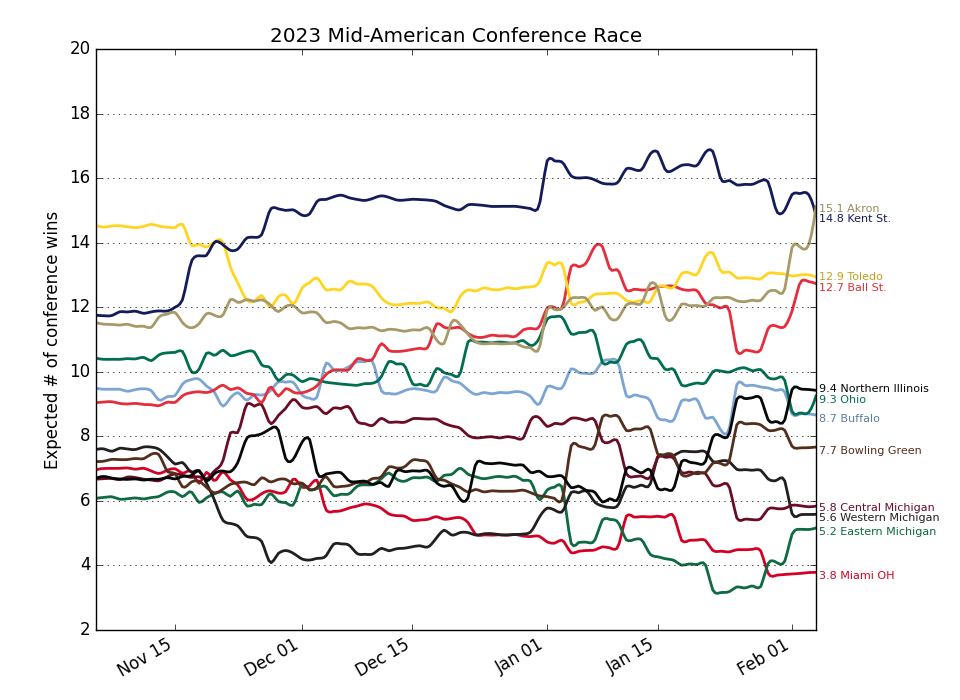 2023 Mid-American Conference Race
Expected # of conference wins
20
18
16
14
12
10
8
6
4
2
15.1 Akron
14.8 Kent St.
12.9 Toledo
12.7 Ball St.
9.4 Northern Illinois
9.3 Ohio
8.7 Buffalo
7.7 Bowling Green
5.8 Central Michigan
5.6 Western Michigan
5.2 Eastern Michigan
3.8 Miami OH
Nov 15
Dec 01
Dec 15
Jan 01
Jan 15
Feb 01